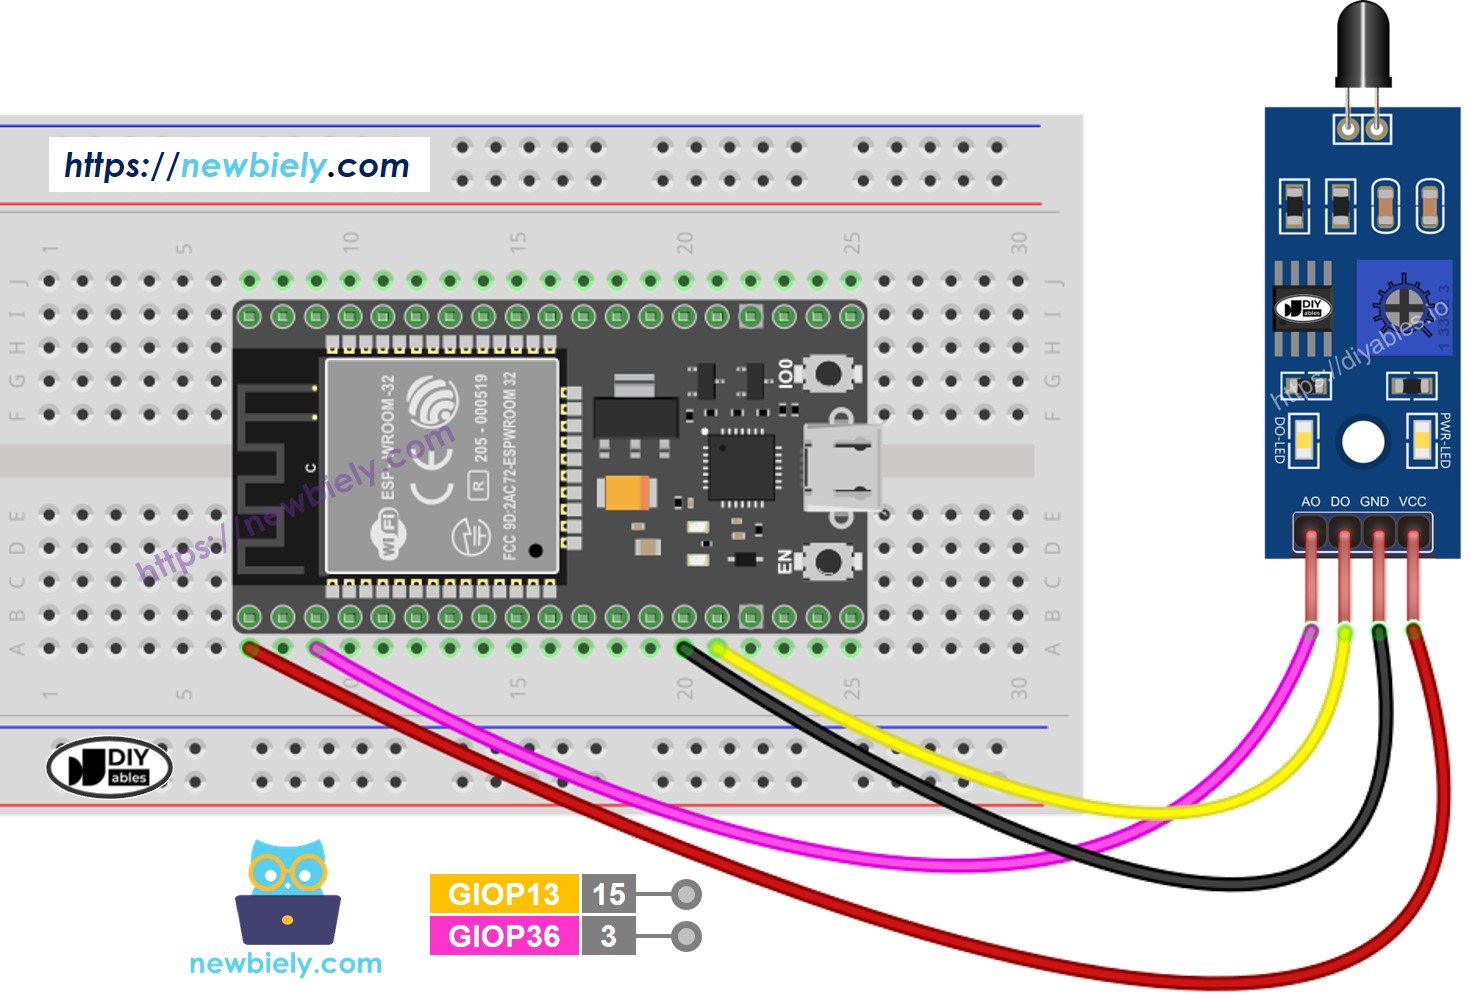 https://newbiely.com
1 5 10 15 20 25 30
J J
I I
H H
G G
F F
E E
D D
C C
B B
A A
1 5 10 15 20 25 30
WiFi
ESP-WROOM-32
CE
R
205 - 000519
FCC 9D:2AC72-ESPWROOM 32
C
IO0
EN
https://newbiely.com
DIY
ables
https://diyables.io
DO-LED
PWR-LED
AO DO GND VCC
DIY
ables
newbiely.com
GIOP13 15
GIOP36 3